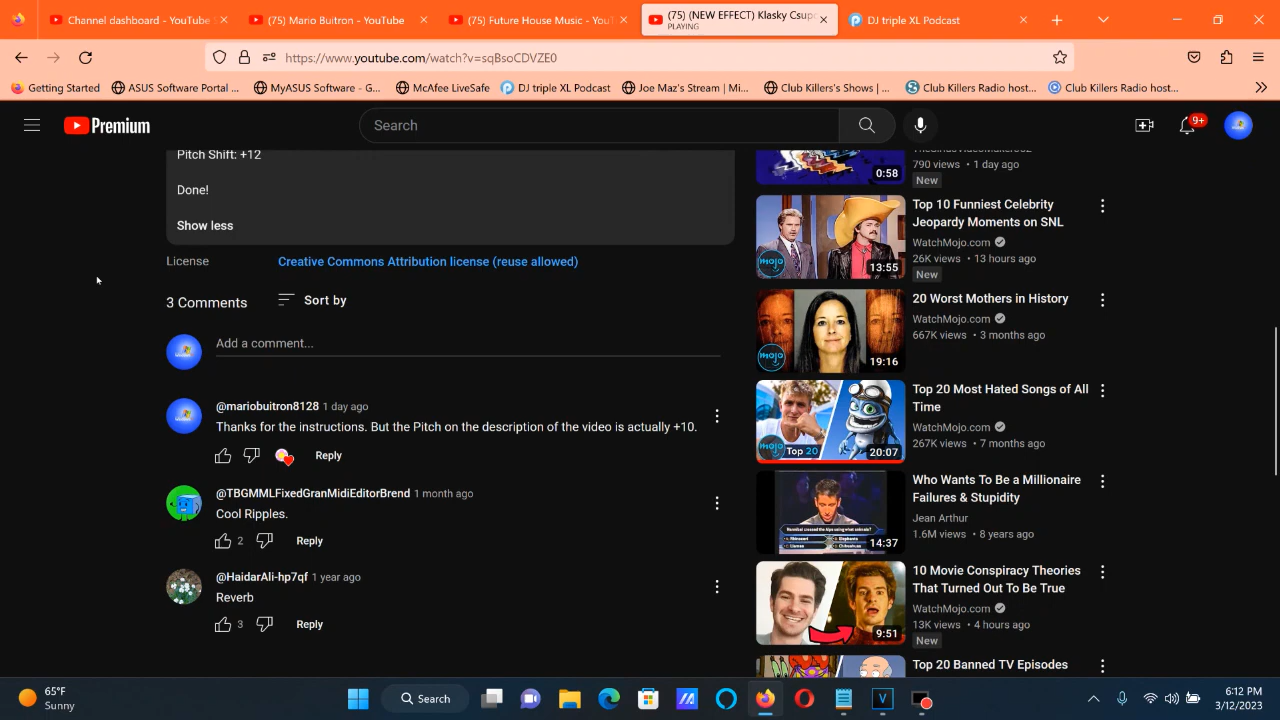 Channel dashboard - YouTube
(75) Mario Buitron - YouTube
(75) Future House Music - YouT
(75) (NEW EFFECT) Klasky Csupo
PLAYING
DJ triple XL Podcast
https://www.youtube.com/watch?v=sqBsoCDVZE0
Getting Started
ASUS Software Portal ...
MyASUS Software - G...
McAfee LiveSafe
DJ triple XL Podcast
Joe Maz's Stream | Mi...
Club Killers's Shows | ...
Club Killers Radio host...
Club Killers Radio host...
Premium
Search
9+
Pitch Shift: +12
Done!
Show less
License
Creative Commons Attribution license (reuse allowed)
3 Comments
Sort by
Add a comment...
@mariobuitron8128 1 day ago
Thanks for the instructions. But the Pitch on the description of the video is actually +10.
Reply
@TBGMMLFixedGranMidiEditorBrend 1 month ago
Cool Ripples.
2
Reply
@HaidarAli-hp7qf 1 year ago
Reverb
3
Reply
0:58
790 views • 1 day ago
New
mojo
13:55
Top 10 Funniest Celebrity
Jeopardy Moments on SNL
WatchMojo.com
26K views • 13 hours ago
New
mojo
19:16
20 Worst Mothers in History
WatchMojo.com
667K views • 3 months ago
mojo
Top 20
20:07
Top 20 Most Hated Songs of All
Time
WatchMojo.com
267K views • 7 months ago
14:37
Who Wants To Be a Millionaire
Failures & Stupidity
Jean Arthur
1.6M views • 8 years ago
9:51
10 Movie Conspiracy Theories
That Turned Out To Be True
WatchMojo.com
13K views • 4 hours ago
New
Top 20 Banned TV Episodes
65°F
Sunny
Search
6:12 PM
3/12/2023